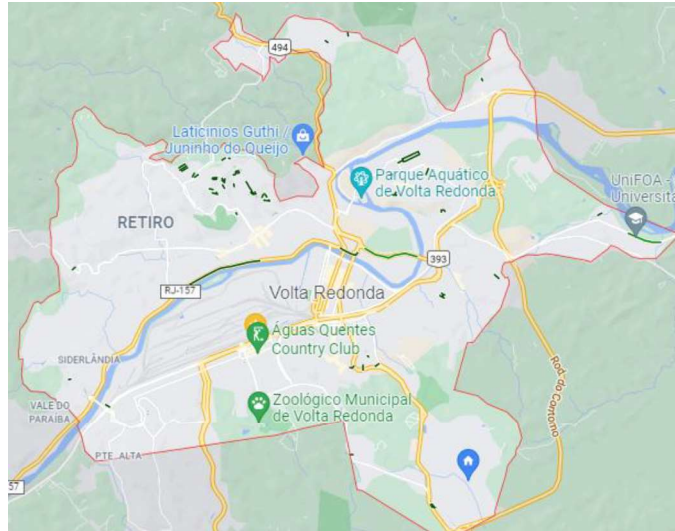 494
Laticinios Guthi /
Juninho do Queijo
Parque Aquático
de Volta Redonda
UniFOA -
Universita
RETIRO
393
RJ-157
Volta Redonda
Águas Quentes
Country Club
SIDERLÂNDIA
Rod. do Contorno
Zoológico Municipal
de Volta Redonda
VALE DO
PARAÍBA
PTE. ALTA
57